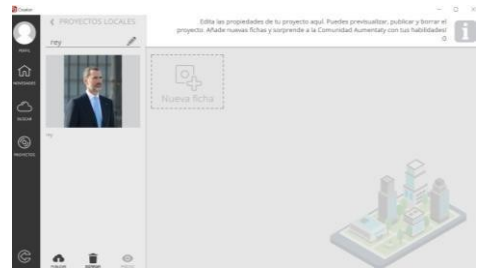 Creator
PERFIL
NOVEDADES
BUSCAR
PROYECTOS
PROYECTOS LOCALES
rey
rey
Edita las propiedades de tu proyecto aquí. Puedes previsualizar, publicar y borrar el
proyecto. Añade nuevas fichas y sorprende a la Comunidad Aumentaty con tus habilidades!
Nueva ficha
PUBLICAR